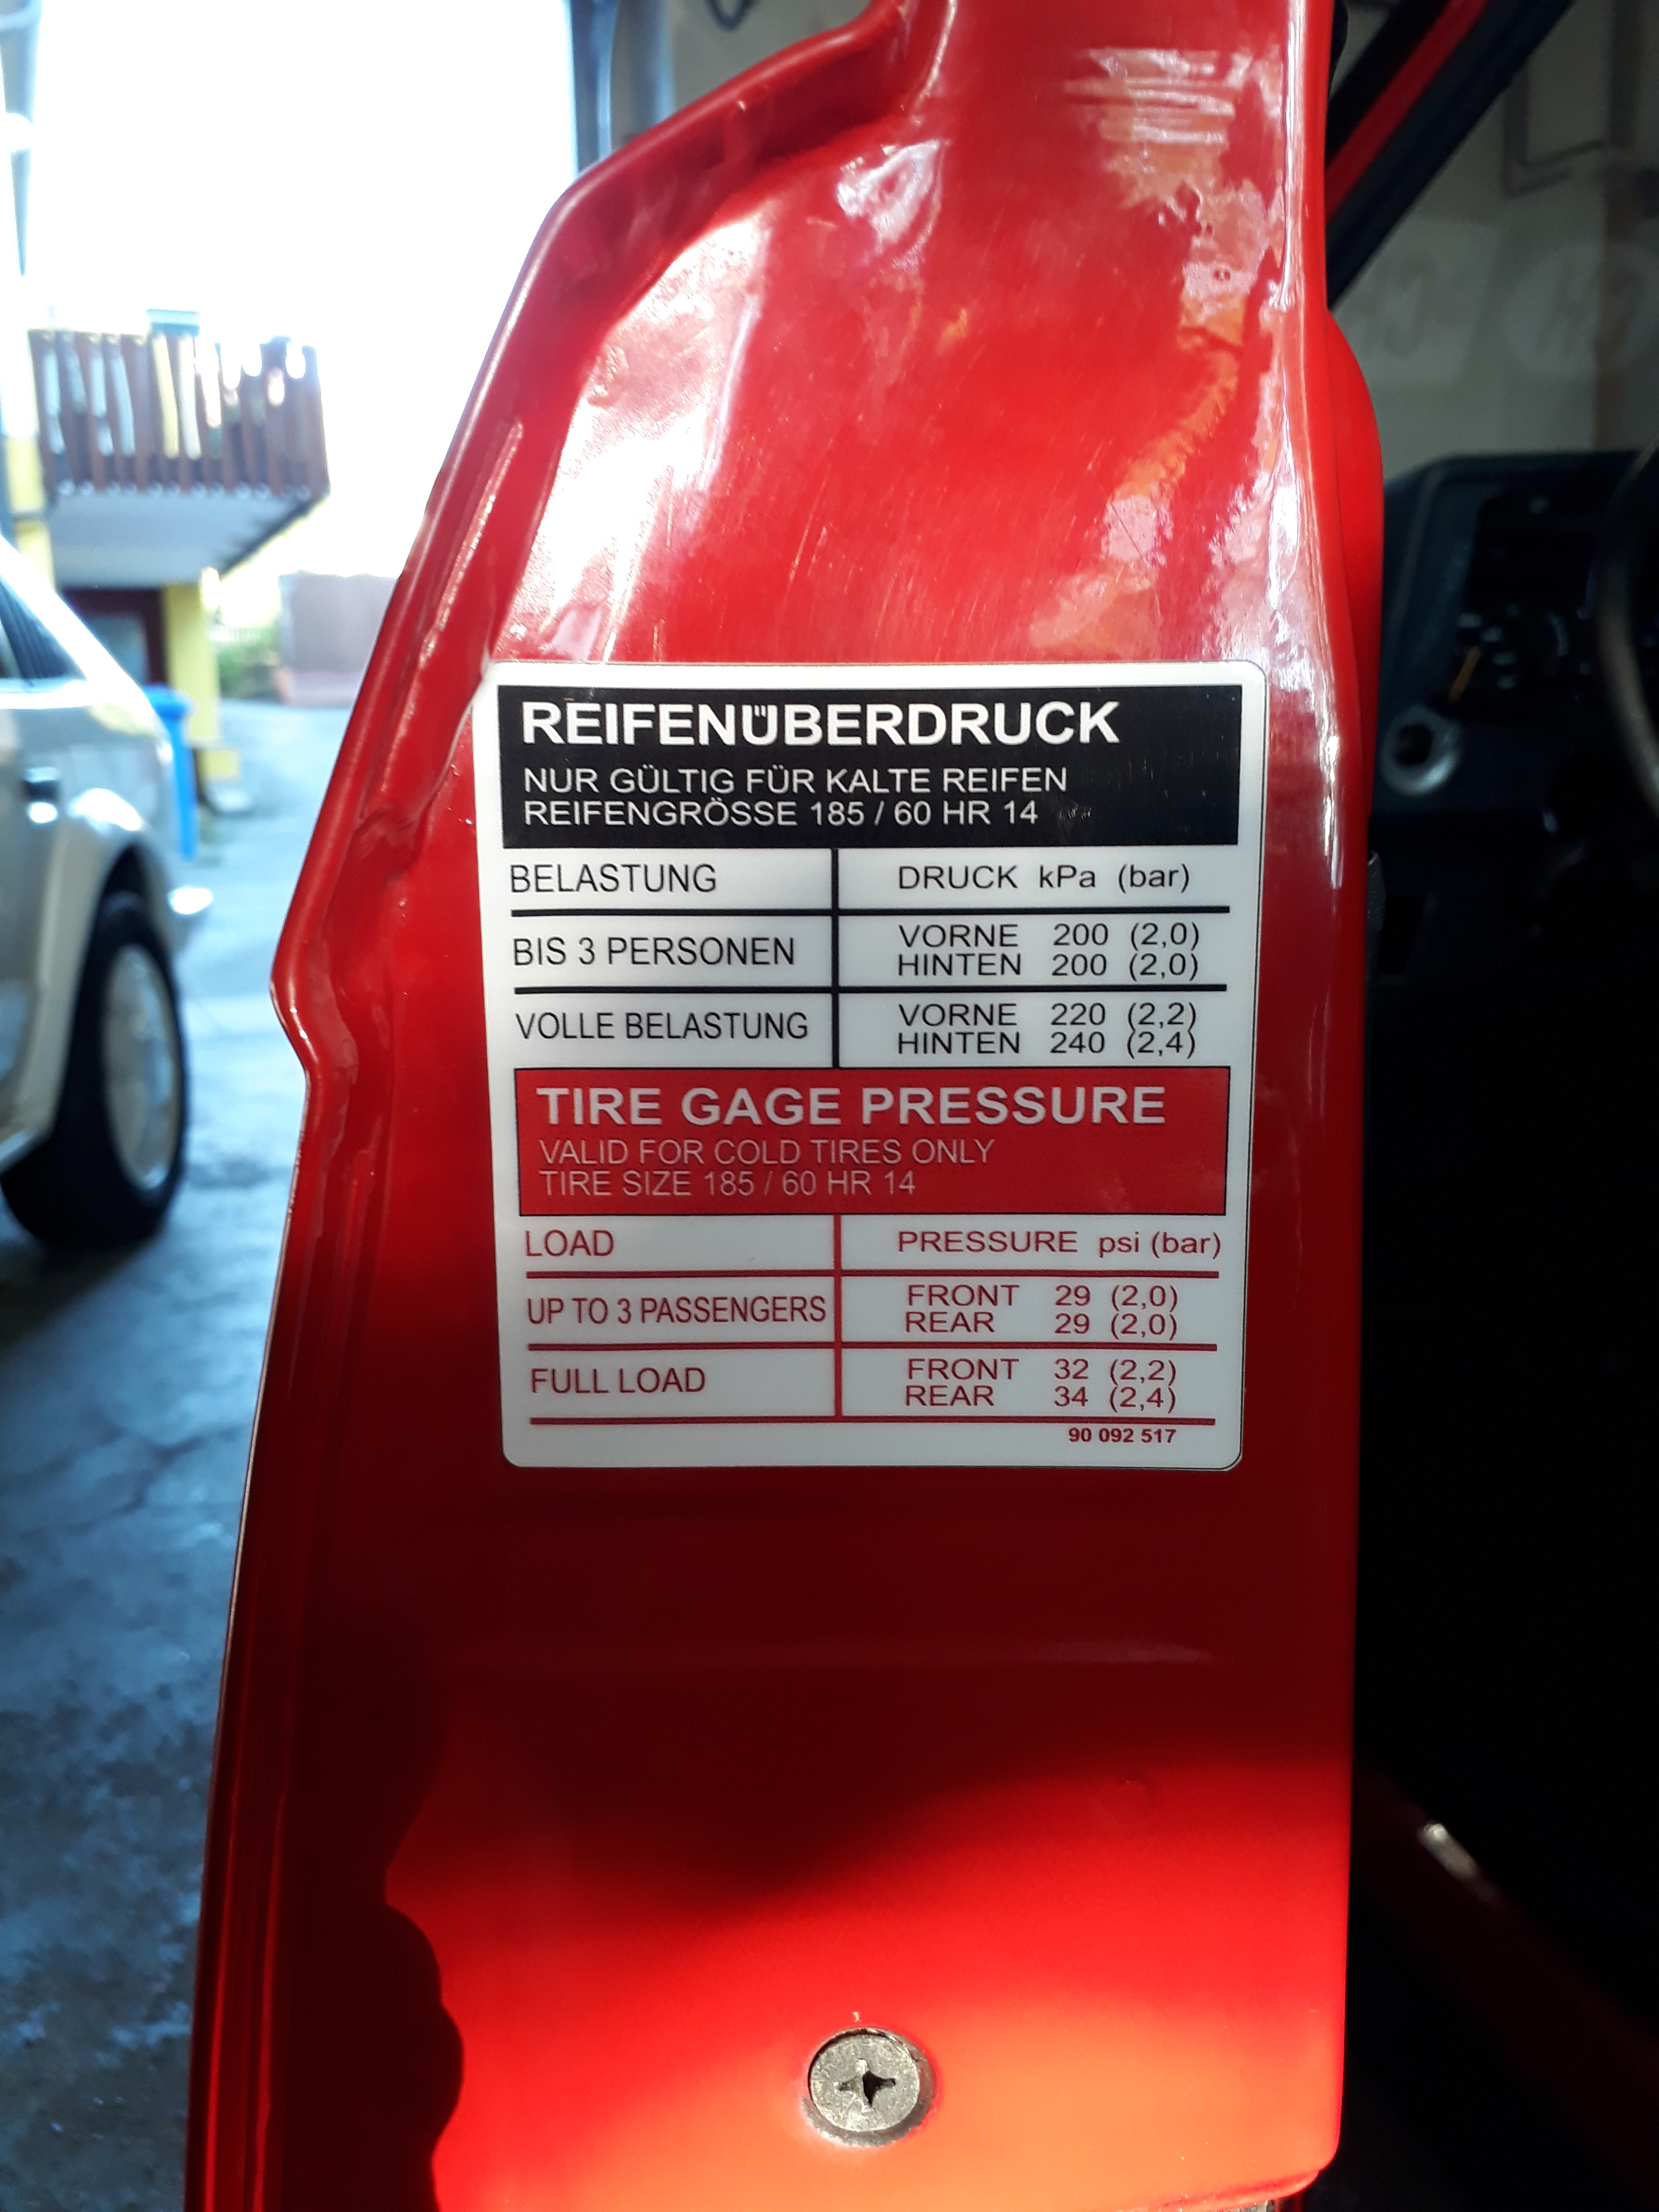 REIFENÜBERDRUCK
NUR GÜLTIG FÜR KALTE REIFEN
REIFENGRÖSSE 185 / 60 HR 14
BELASTUNG DRUCK kPa (bar)
BIS 3 PERSONEN VORNE 200 (2,0)
HINTEN 200 (2,0)
VOLLE BELASTUNG VORNE 220 (2,2)
HINTEN 240 (2,4)
TIRE GAGE PRESSURE
VALID FOR COLD TIRES ONLY
TIRE SIZE 185 / 60 HR 14
LOAD PRESSURE psi (bar)
UP TO 3 PASSENGERS FRONT 29 (2,0)
REAR 29 (2,0)
FULL LOAD FRONT 32 (2,2)
REAR 34 (2,4)
90 092 517